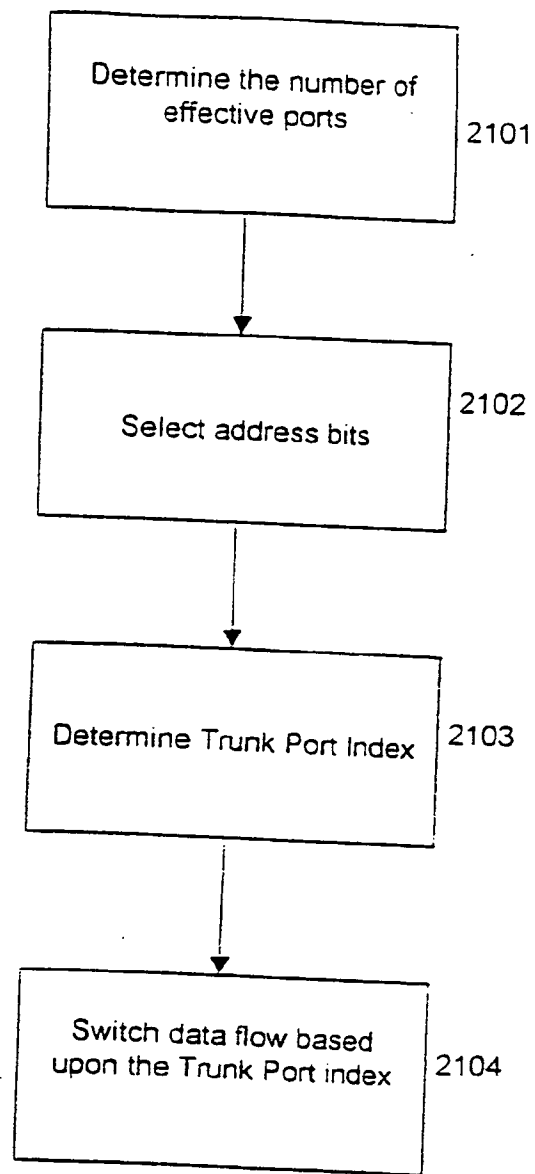 Determine the number of
effective ports
2101
Select address bits
2102
Determine Trunk Port Index
2103
Switch data flow based
upon the Trunk Port index
2104